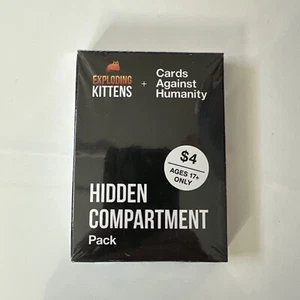 EXPLODING
KITTENS
+
Cards
Against
Humanity
$4
AGES 17+
ONLY
HIDDEN
COMPARTMENT
Pack